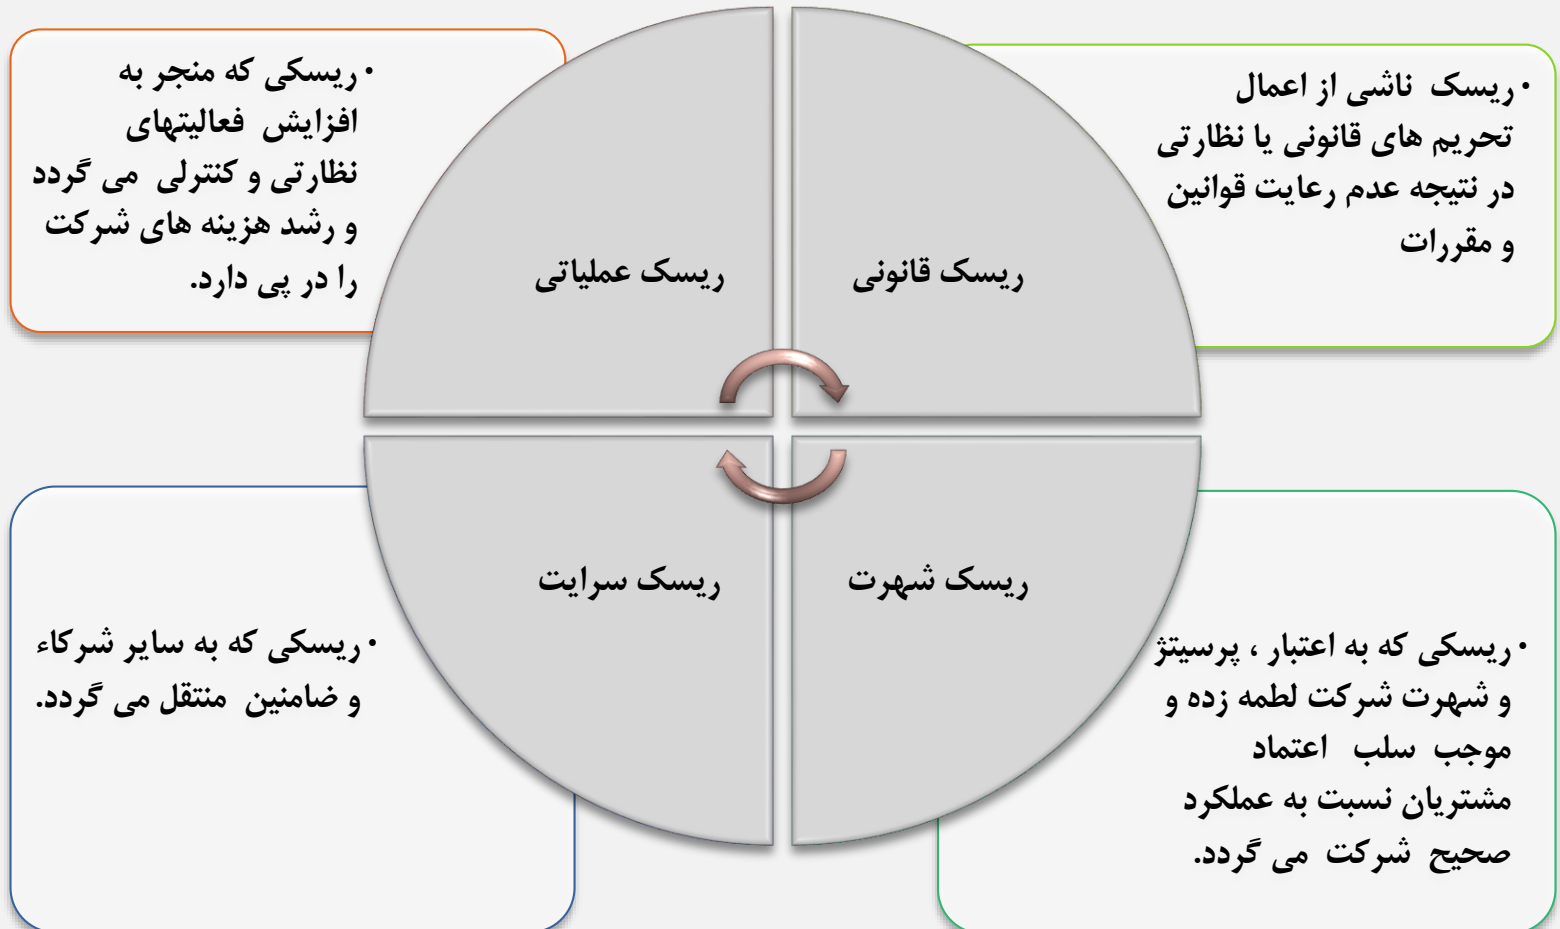 • ریسک ناشی از اعمال
تحریم های قانونی یا نظارتی
در نتیجه عدم رعایت قوانین
و مقررات
ریسک قانونی
ریسک عملیاتی
• ریسکی که منجر به
افزایش فعالیتهای
نظارتی و کنترلی می گردد
و رشد هزینه های شرکت
را در پی دارد.
ریسک شهرت
• ریسکی که به اعتبار ، پرسیتژ
و شهرت شرکت لطمه زده و
موجب سلب اعتماد
مشتریان نسبت به عملکرد
صحیح شرکت می گردد.
ریسک سرایت
• ریسکی که به سایر شرکاء
و ضامنین منتقل می گردد.